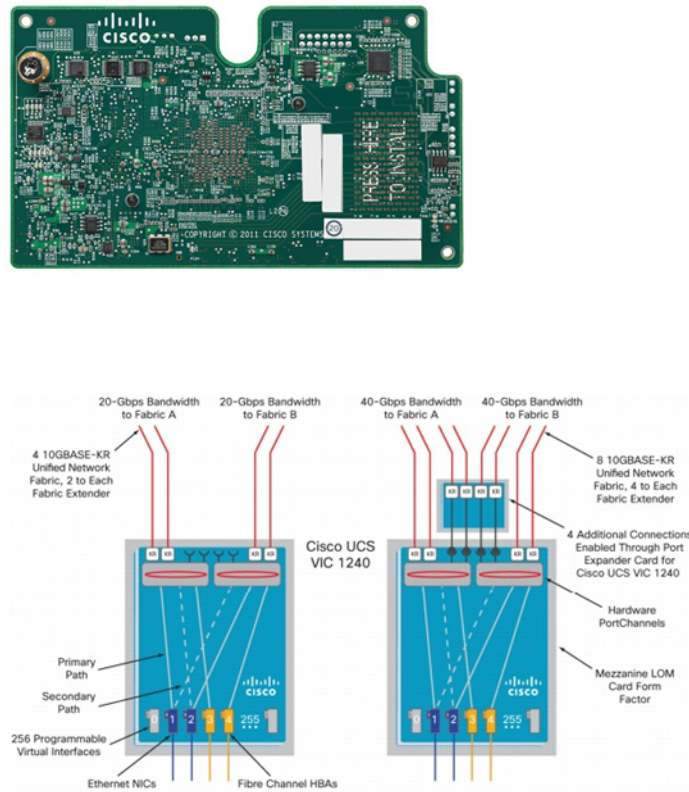 CISCO
PRESS HERE
TO INSTALL
20
COPYRIGHT © 2011 CISCO SYSTEMS
20-Gbps Bandwidth
to Fabric A
20-Gbps Bandwidth
to Fabric B
40-Gbps Bandwidth
to Fabric A
40-Gbps Bandwidth
to Fabric B
4 10GBASE-KR
Unified Network
Fabric, 2 to Each
Fabric Extender
8 10GBASE-KR
Unified Network
Fabric, 4 to Each
Fabric Extender
KR KR KR KR
4 Additional Connections
Enabled Through Port
Expander Card for
Cisco UCS VIC 1240
Cisco UCS
VIC 1240
KR KR KR KR
KR KR KR KR
Hardware
PortChannels
Primary
Path
Secondary
Path
CISCO
CISCO
Mezzanine LOM
Card Form
Factor
0 1 2 3 4 255
0 1 2 3 4 255
256 Programmable
Virtual Interfaces
Ethernet NICs
Fibre Channel HBAs